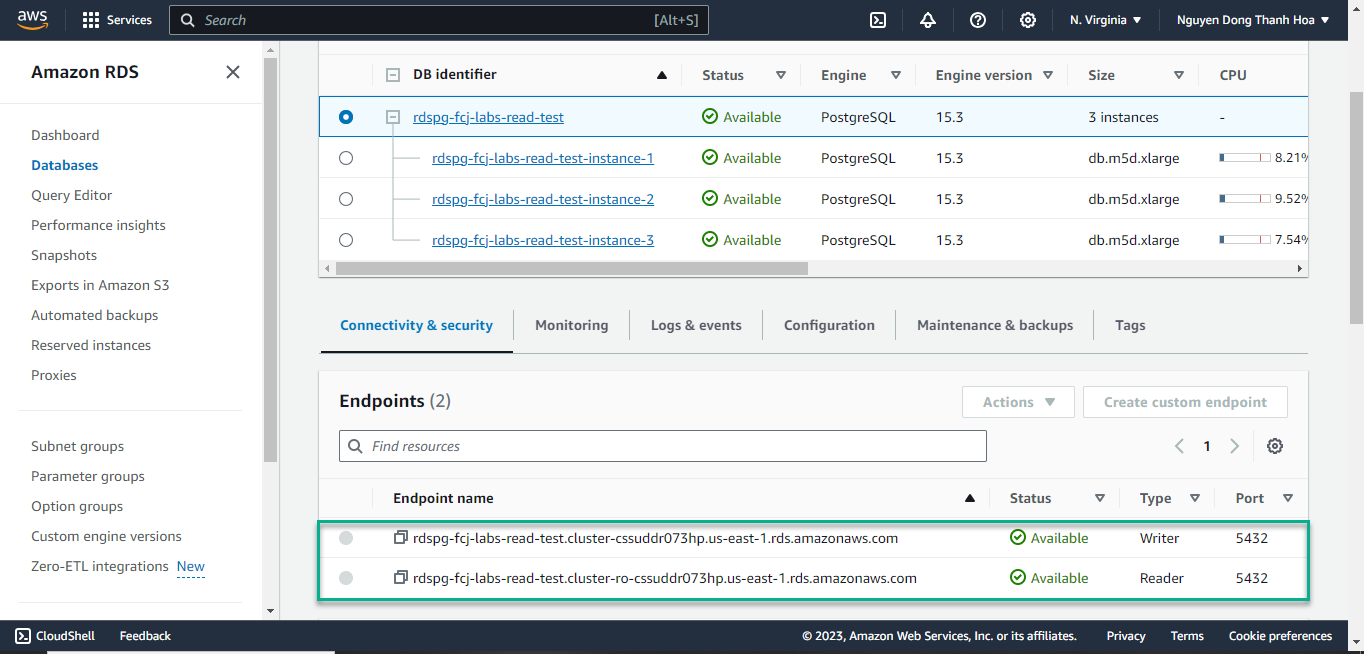 aws Services Search [Alt+S] N. Virginia Nguyen Dong Thanh Hoa
Amazon RDS
Dashboard
Databases
Query Editor
Performance insights
Snapshots
Exports in Amazon S3
Automated backups
Reserved instances
Proxies
Subnet groups
Parameter groups
Option groups
Custom engine versions
Zero-ETL integrations New
DB identifier Status Engine Engine version Size CPU
rdspg-fcj-labs-read-test Available PostgreSQL 15.3 3 instances -
rdspg-fcj-labs-read-test-instance-1 Available PostgreSQL 15.3 db.m5d.xlarge 8.21%
rdspg-fcj-labs-read-test-instance-2 Available PostgreSQL 15.3 db.m5d.xlarge 9.52%
rdspg-fcj-labs-read-test-instance-3 Available PostgreSQL 15.3 db.m5d.xlarge 7.54%
Connectivity & security Monitoring Logs & events Configuration Maintenance & backups Tags
Endpoints (2) Actions Create custom endpoint
Find resources 1
Endpoint name Status Type Port
rdspg-fcj-labs-read-test.cluster-cssuddr073hp.us-east-1.rds.amazonaws.com Available Writer 5432
rdspg-fcj-labs-read-test.cluster-ro-cssuddr073hp.us-east-1.rds.amazonaws.com Available Reader 5432
CloudShell Feedback © 2023, Amazon Web Services, Inc. or its affiliates. Privacy Terms Cookie preferences